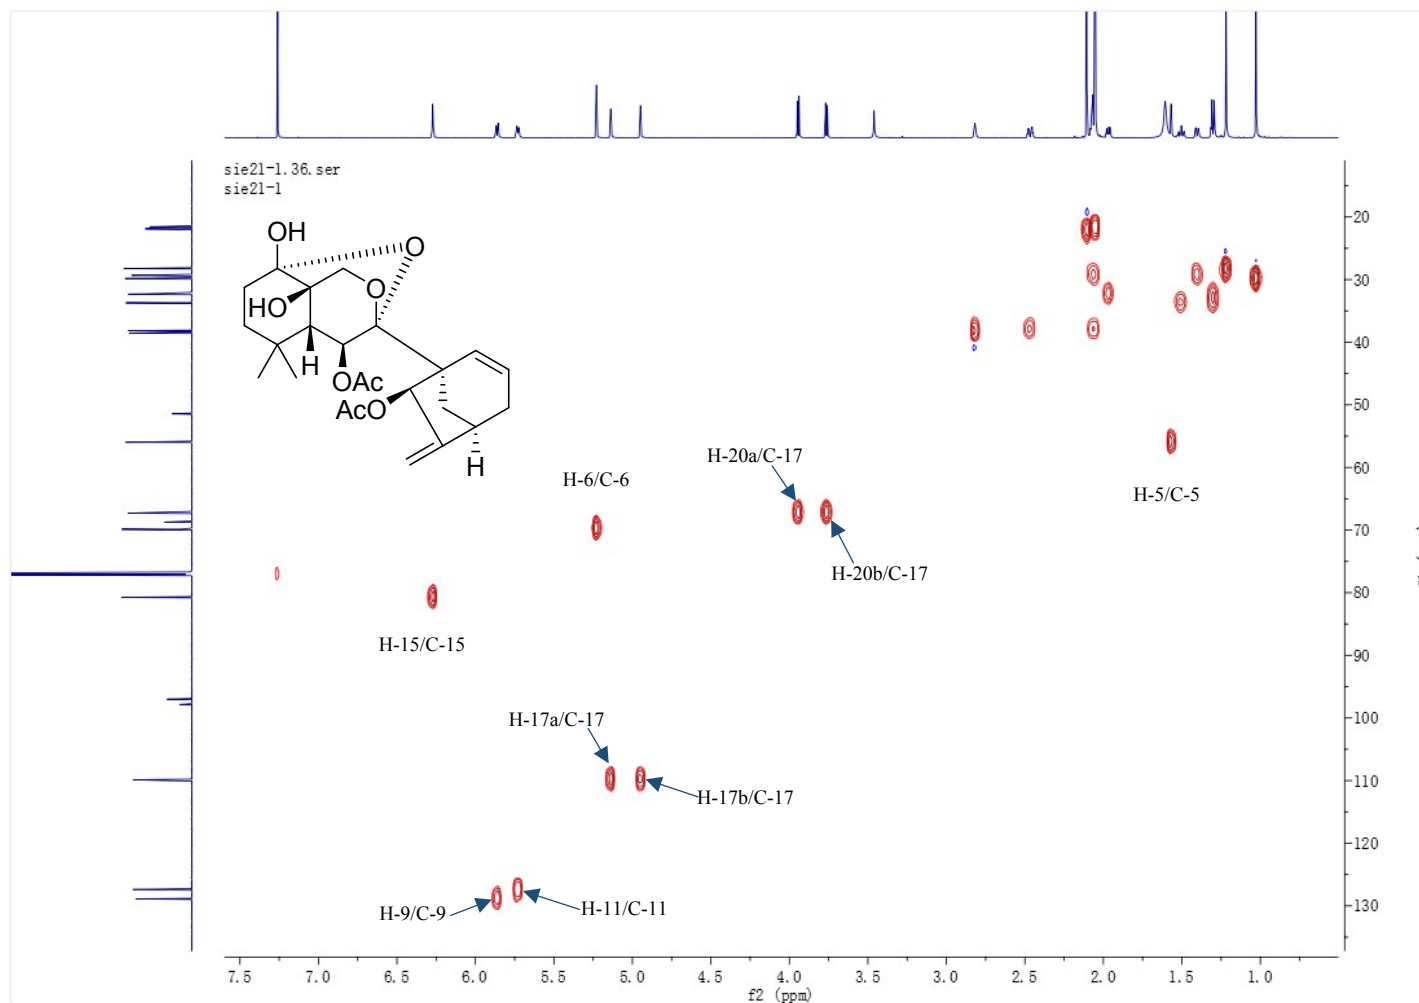 sie21-1.36.ser
sie21-1
OH
O
HO
O
H
OAc
AcO
H
H-6/C-6
H-20a/C-17
H-20b/C-17
H-5/C-5
H-15/C-15
H-17a/C-17
H-17b/C-17
H-9/C-9
H-11/C-11
20
30
40
50
60
70
80
90
100
110
120
130
7.5 7.0 6.5 6.0 5.5 5.0 4.5 4.0 3.5 3.0 2.5 2.0 1.5 1.0
f2 (ppm)